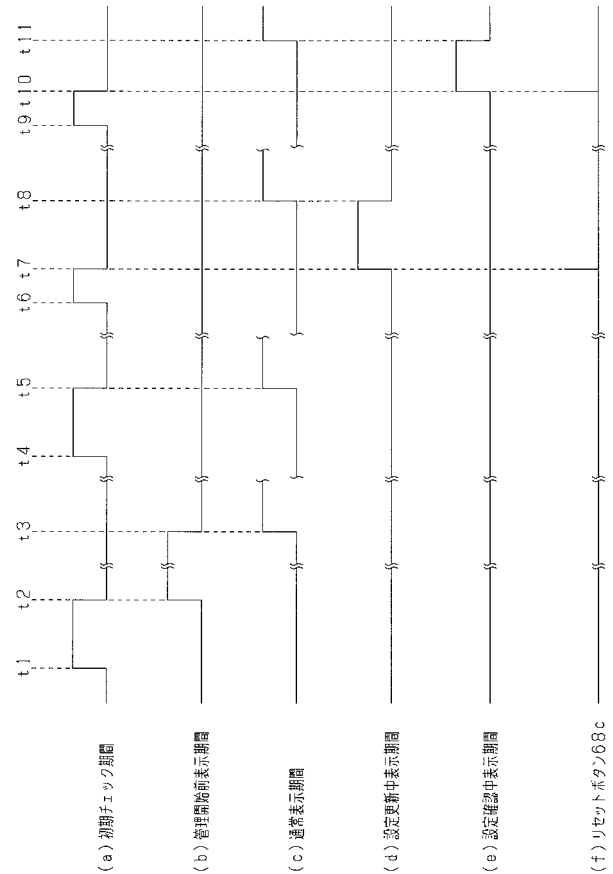 t1
t2
t3
t4
t5
t6
t7
t8
t9
t10
t11
(a)初期チェック期間
(b)管理開始前表示期間
(c)通常表示期間
(d)設定更新中表示期間
(e)設定確認中表示期間
(f)リセットボタン68c